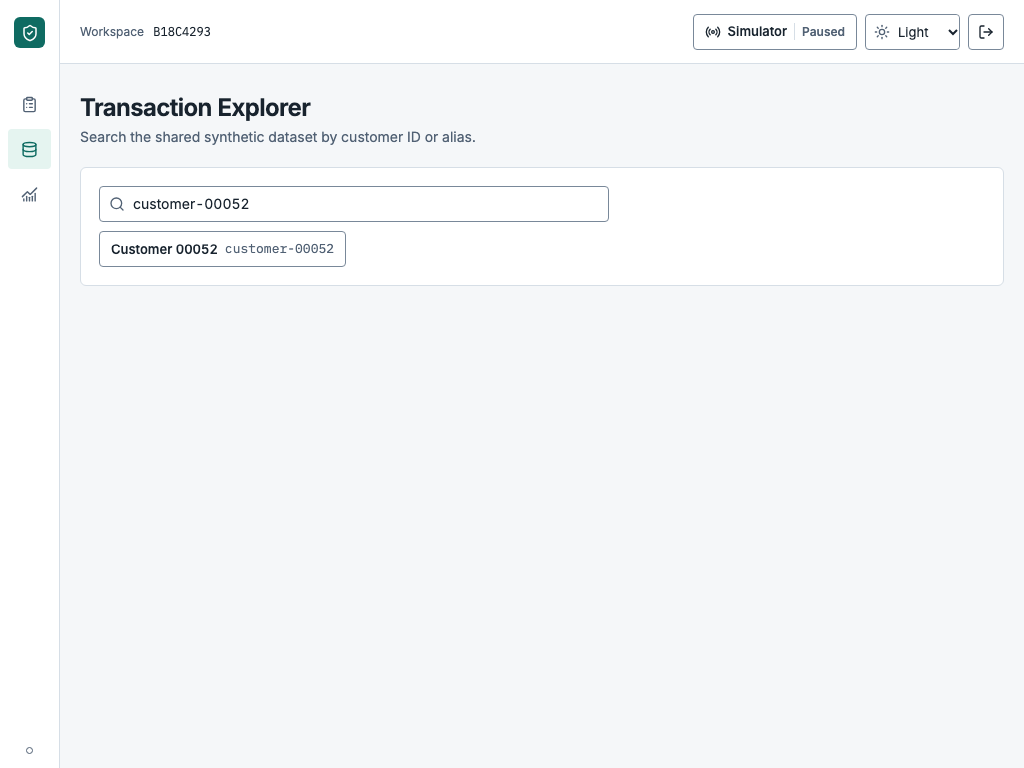 Workspace B18C4293
Simulator Paused
Light
Transaction Explorer
Search the shared synthetic dataset by customer ID or alias.
customer-00052
Customer 00052 customer-00052